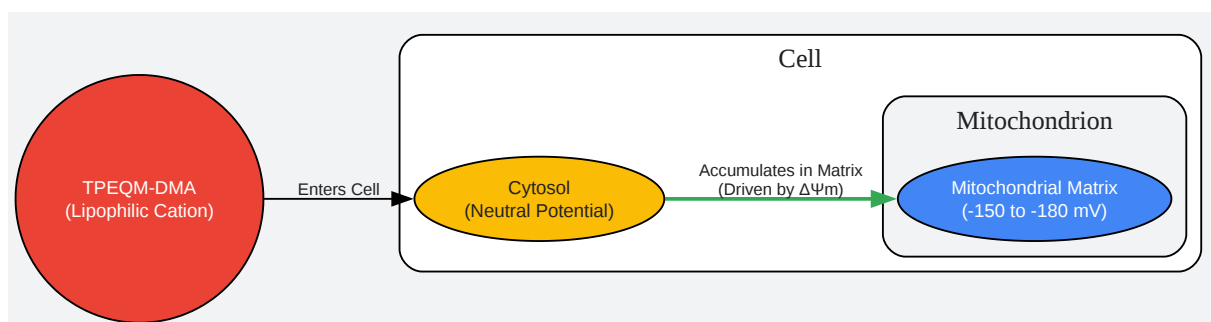 Cell
Mitochondrion
TPEQM-DMA
(Lipophilic Cation)
Enters Cell
Cytosol
(Neutral Potential)
Accumulates in Matrix
(Driven by ΔΨm)
Mitochondrial Matrix
(-150 to -180 mV)